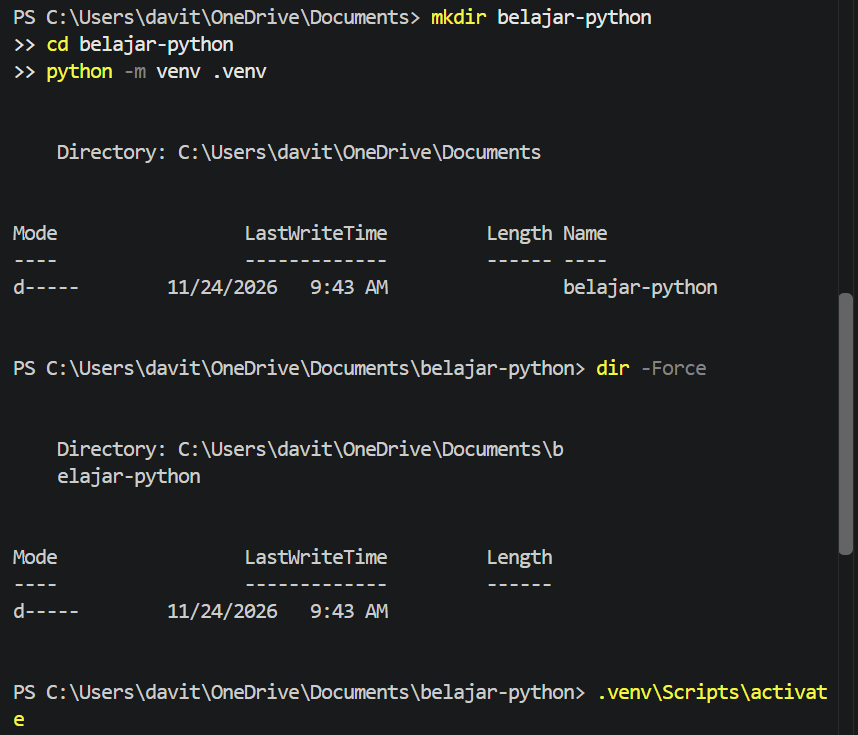 PS C:\Users\davit\OneDrive\Documents> mkdir belajar-python
>> cd belajar-python
>> python -m venv .venv
Directory: C:\Users\davit\OneDrive\Documents
Mode LastWriteTime Length Name
---- ------------- ------ ----
d----- 11/24/2026 9:43 AM belajar-python
PS C:\Users\davit\OneDrive\Documents\belajar-python> dir -Force
Directory: C:\Users\davit\OneDrive\Documents\b
elajar-python
Mode LastWriteTime Length
---- ------------- ------
d----- 11/24/2026 9:43 AM
PS C:\Users\davit\OneDrive\Documents\belajar-python> .venv\Scripts\activat
e